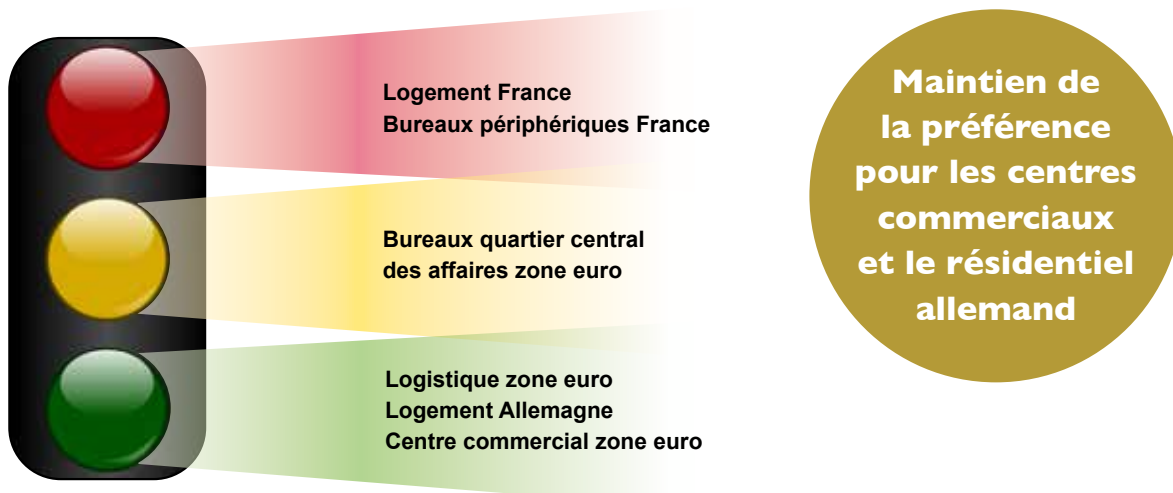 Logement France
Bureaux périphériques France
Bureaux quartier central
des affaires zone euro
Logistique zone euro
Logement Allemagne
Centre commercial zone euro
Maintien de
la préférence
pour les centres
commerciaux
et le résidentiel
allemand